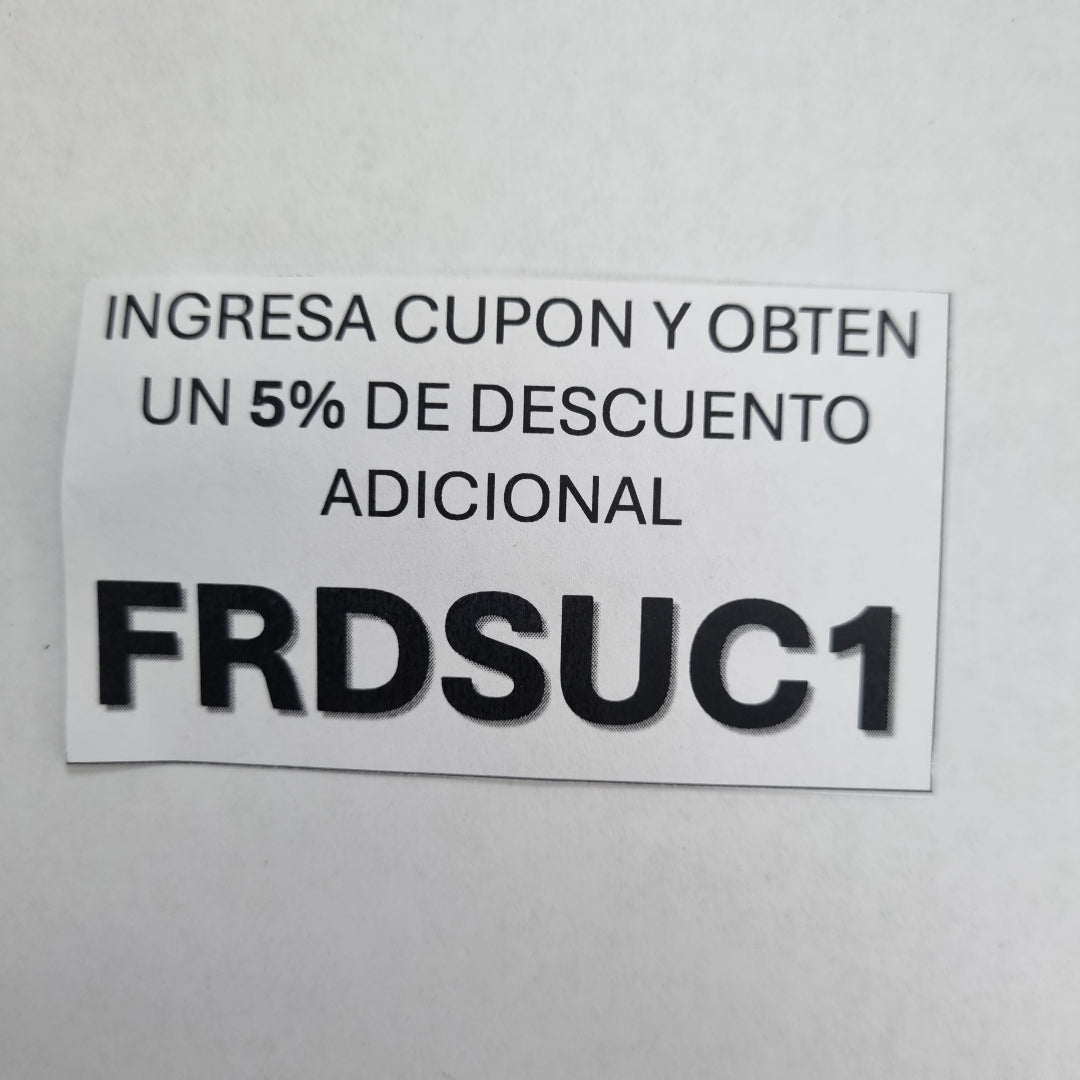 INGRESA CUPON Y OBTEN
UN 5% DE DESCUENTO
ADICIONAL
FRDSUC1